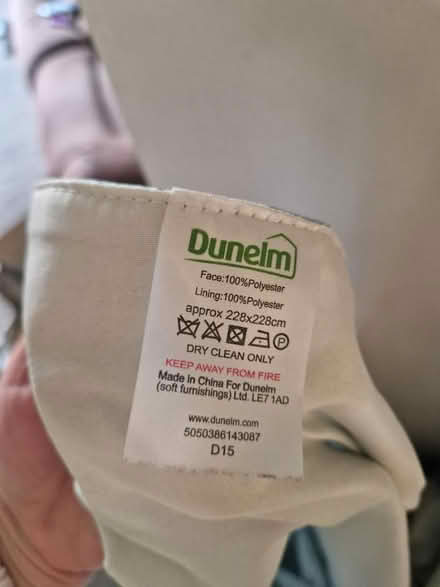 Dunelm
Face:100%Polyester
Lining:100%Polyester
approx 228x228cm
P
DRY CLEAN ONLY
KEEP AWAY FROM FIRE
Made in China For Dunelm
(soft furnishings) Ltd. LE7 1AD
www.dunelm.com
5050386143087
D15